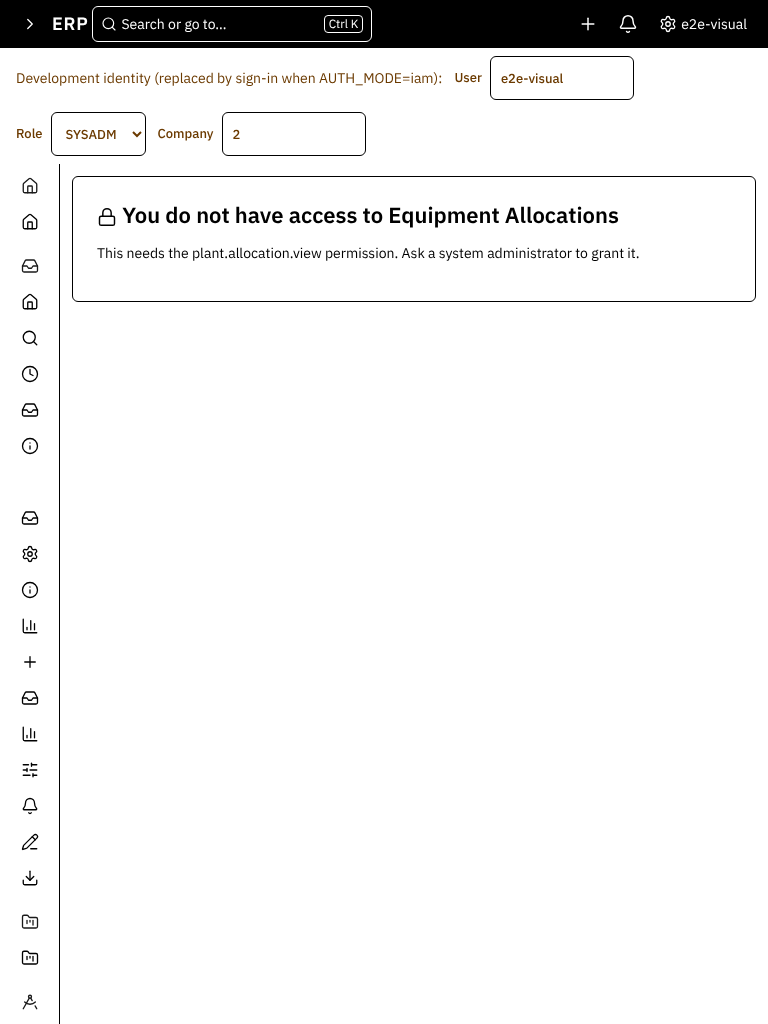 ERP Search or go to... Ctrl K e2e-visual
Development identity (replaced by sign-in when AUTH_MODE=iam): User e2e-visual
Role SYSADM Company 2
You do not have access to Equipment Allocations
This needs the plant.allocation.view permission. Ask a system administrator to grant it.